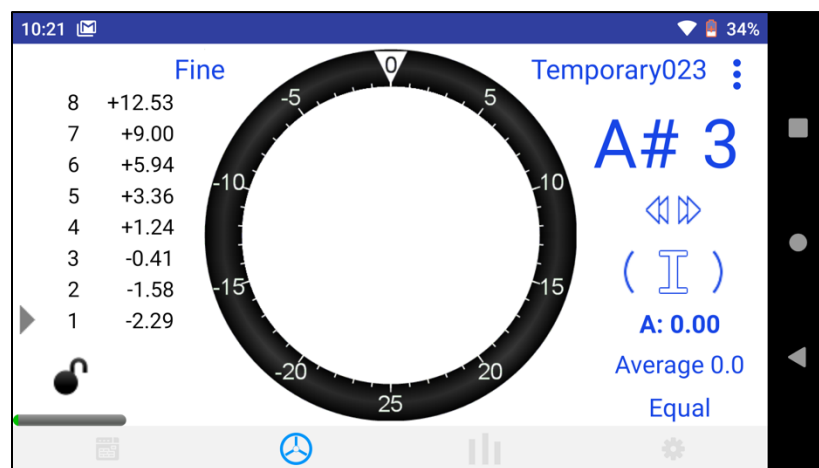 10:21 34%
Fine
8 +12.53
7 +9.00
6 +5.94
5 +3.36
4 +1.24
3 -0.41
2 -1.58
1 -2.29
0
-5 5
-10 10
-15 15
-20 20
25
Temporary023
A# 3
( I )
A: 0.00
Average 0.0
Equal